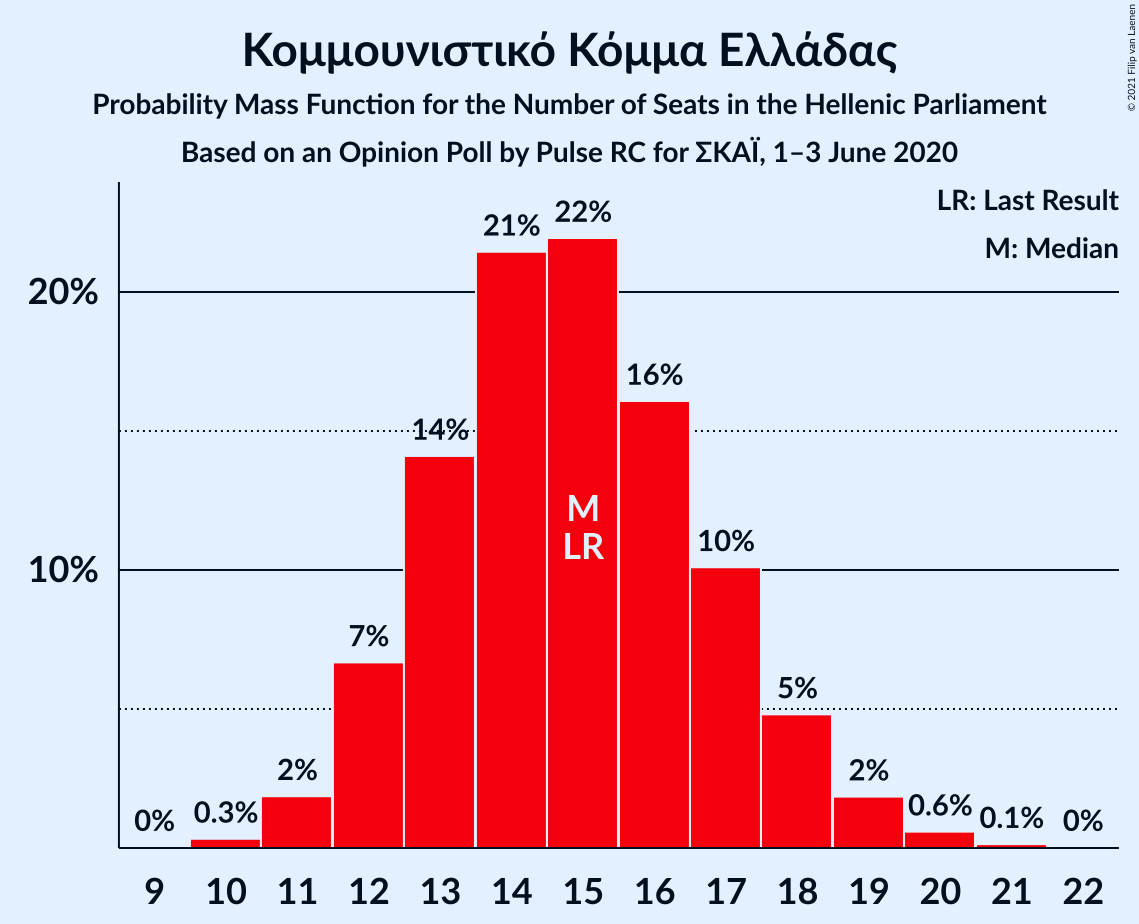 Κομμουνιστικό Κόμμα Ελλάδας
Probability Mass Function for the Number of Seats in the Hellenic Parliament
Based on an Opinion Poll by Pulse RC for ΣΚΑΪ, 1–3 June 2020
© 2021 Filip van Laenen
LR: Last Result
M: Median
20%
10%
0%
0.3%
2%
7%
14%
21%
22%
16%
10%
5%
2%
0.6%
0.1%
0%
M
LR
9 10 11 12 13 14 15 16 17 18 19 20 21 22